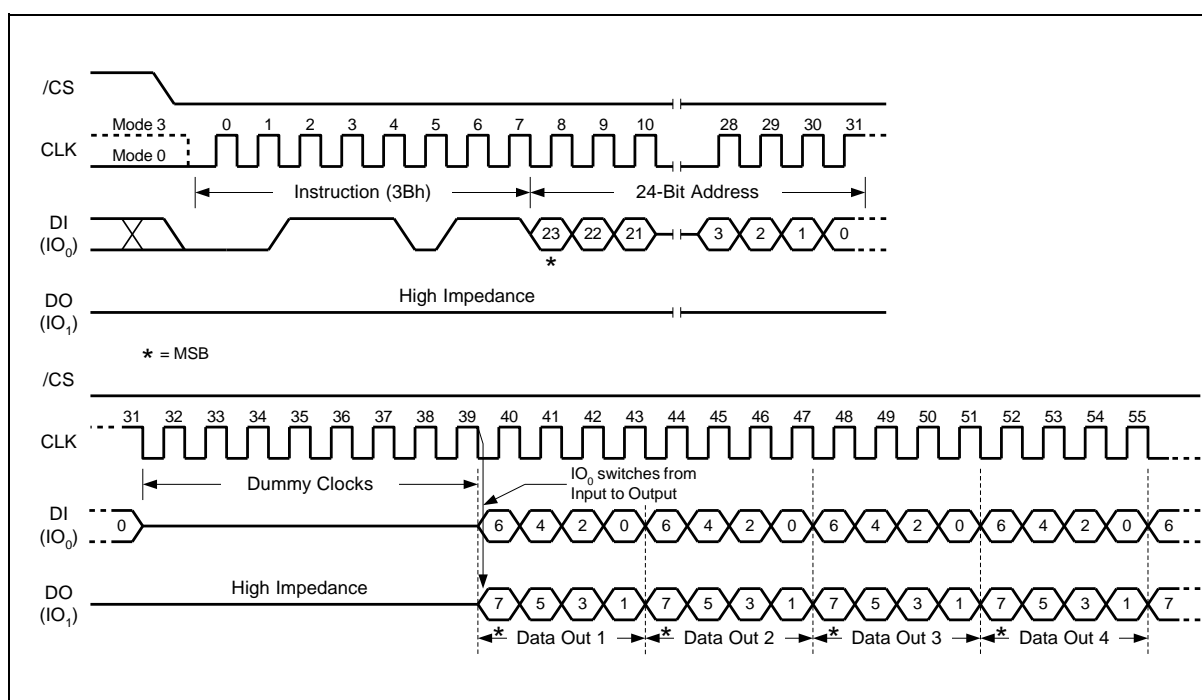 /CS
Mode 3 0 1 2 3 4 5 6 7 8 9 10 28 29 30 31
CLK
Mode 0
Instruction (3Bh) 24-Bit Address
DI
(IO0) 23 22 21 3 2 1 0
*
DO High Impedance
(IO1)
* = MSB
/CS
31 32 33 34 35 36 37 38 39 40 41 42 43 44 45 46 47 48 49 50 51 52 53 54 55
CLK
IO0 switches from
Dummy Clocks Input to Output
DI
(IO0) 0 6 4 2 0 6 4 2 0 6 4 2 0 6 4 2 0 6
DO High Impedance
(IO1) 7 5 3 1 7 5 3 1 7 5 3 1 7 5 3 1 7
* Data Out 1 * Data Out 2 * Data Out 3 * Data Out 4